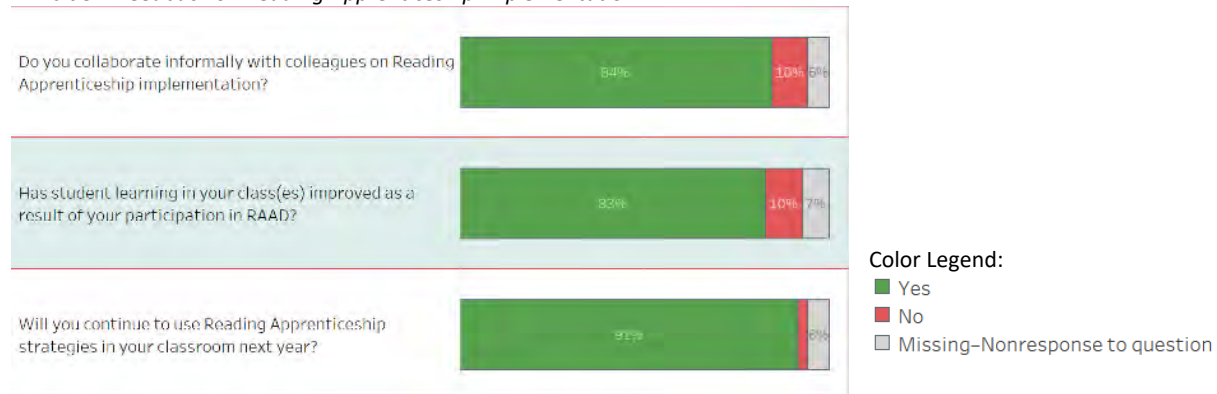 Do you collaborate informally with colleagues on Reading
Apprenticeship implementation?
84% 10% 6%
Has student learning in your class(es) improved as a
result of your participation in RAAD?
83% 10% 7%
Will you continue to use Reading Apprenticeship
strategies in your classroom next year?
6%
Color Legend:
Yes
No
Missing–Nonresponse to question